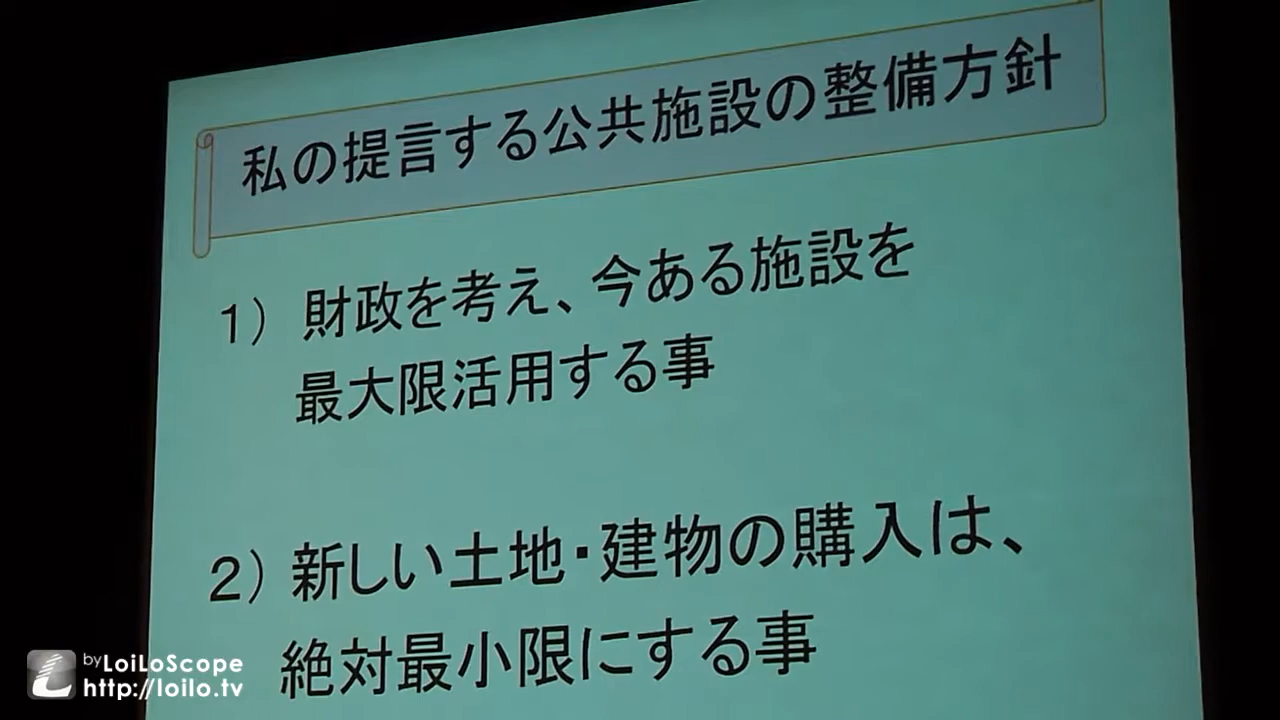 私の提言する公共施設の整備方針
1） 財政を考え、今ある施設を
最大限活用する事
2） 新しい土地・建物の購入は、
絶対最小限にする事
by LoiLoScope
http://loilo.tv